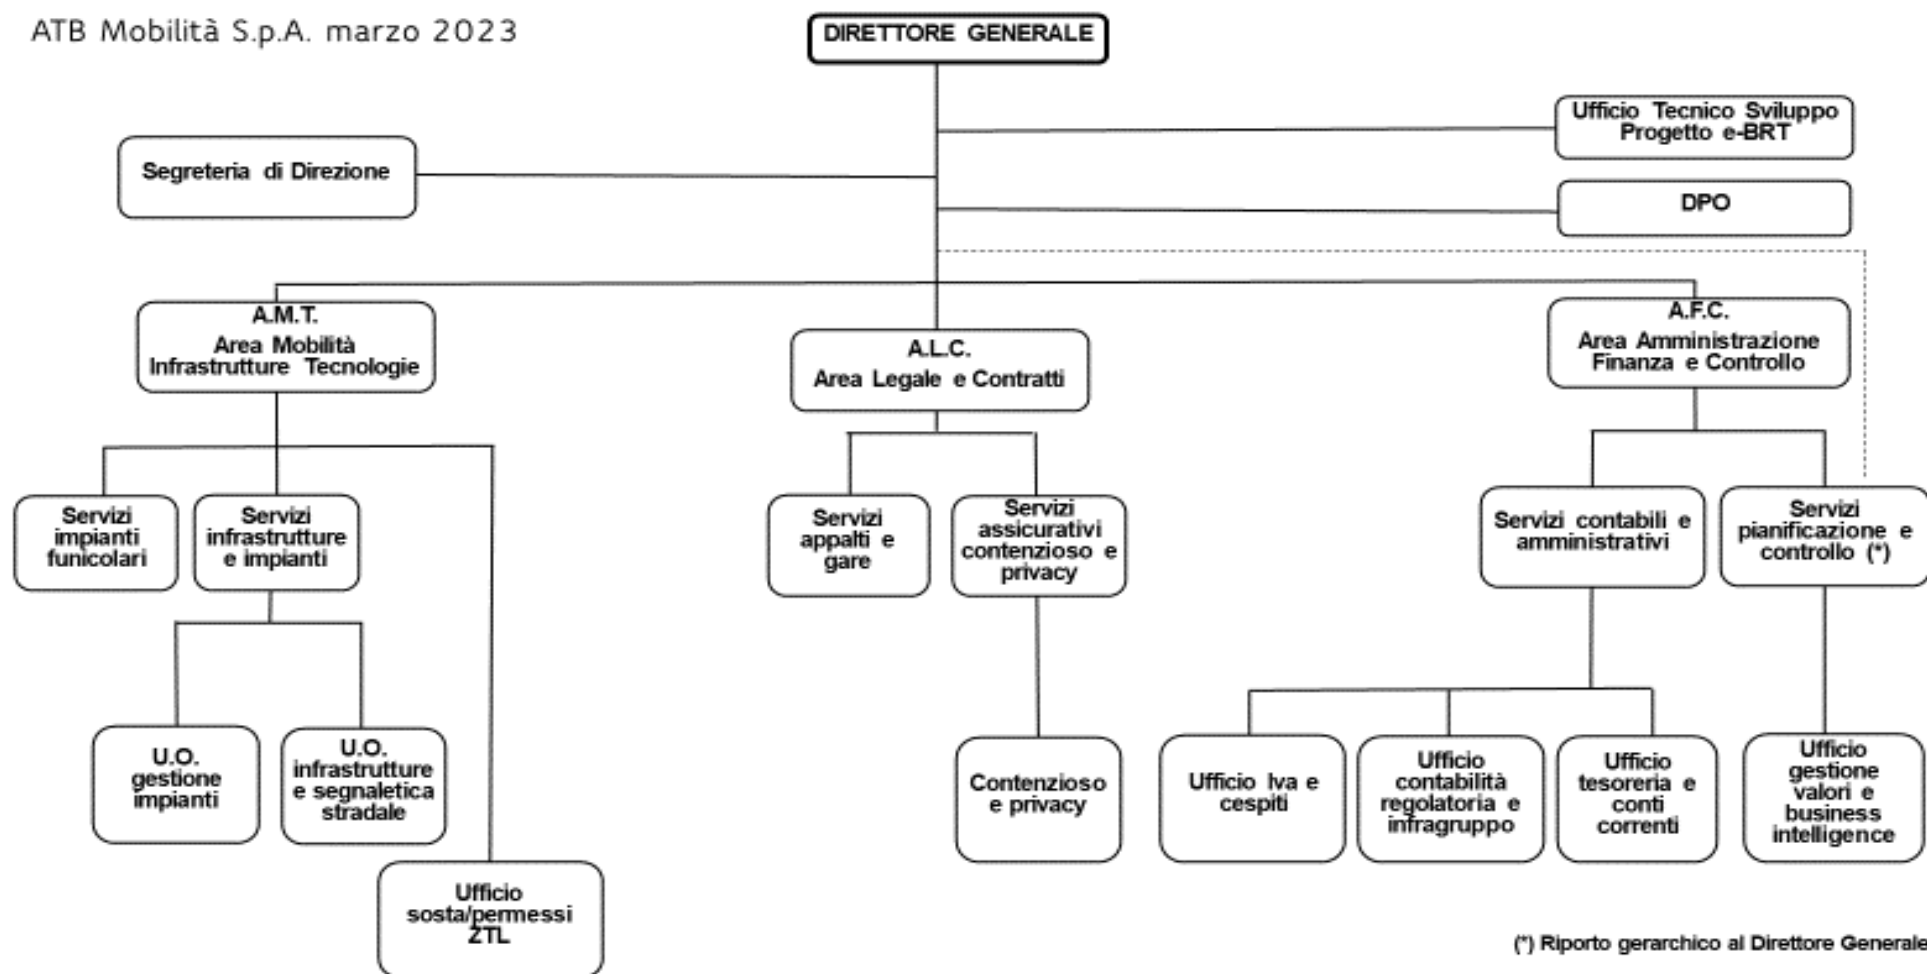 ATB Mobilità S.p.A. marzo 2023
DIRETTORE GENERALE
Ufficio Tecnico Sviluppo
Progetto e-BRT
Segreteria di Direzione
DPO
A.M.T.
Area Mobilità
Infrastrutture Tecnologie
A.L.C.
Area Legale e Contratti
A.F.C.
Area Amministrazione
Finanza e Controllo
Servizi
impianti
funicolari
Servizi
infrastrutture
e impianti
Servizi
appalti e
gare
Servizi
assicurativi
contenzioso e
privacy
Servizi contabili e
amministrativi
Servizi
pianificazione e
controllo (*)
U.O.
gestione
impianti
U.O.
infrastrutture
e segnaletica
stradale
Ufficio
sosta/permessi
ZTL
Contenzioso
e privacy
Ufficio Iva e
cespiti
Ufficio
contabilità
regolatoria e
infragruppo
Ufficio
tesoreria e
conti
correnti
Ufficio
gestione
valori e
business
intelligence
(*) Riporto gerarchico al Direttore Generale